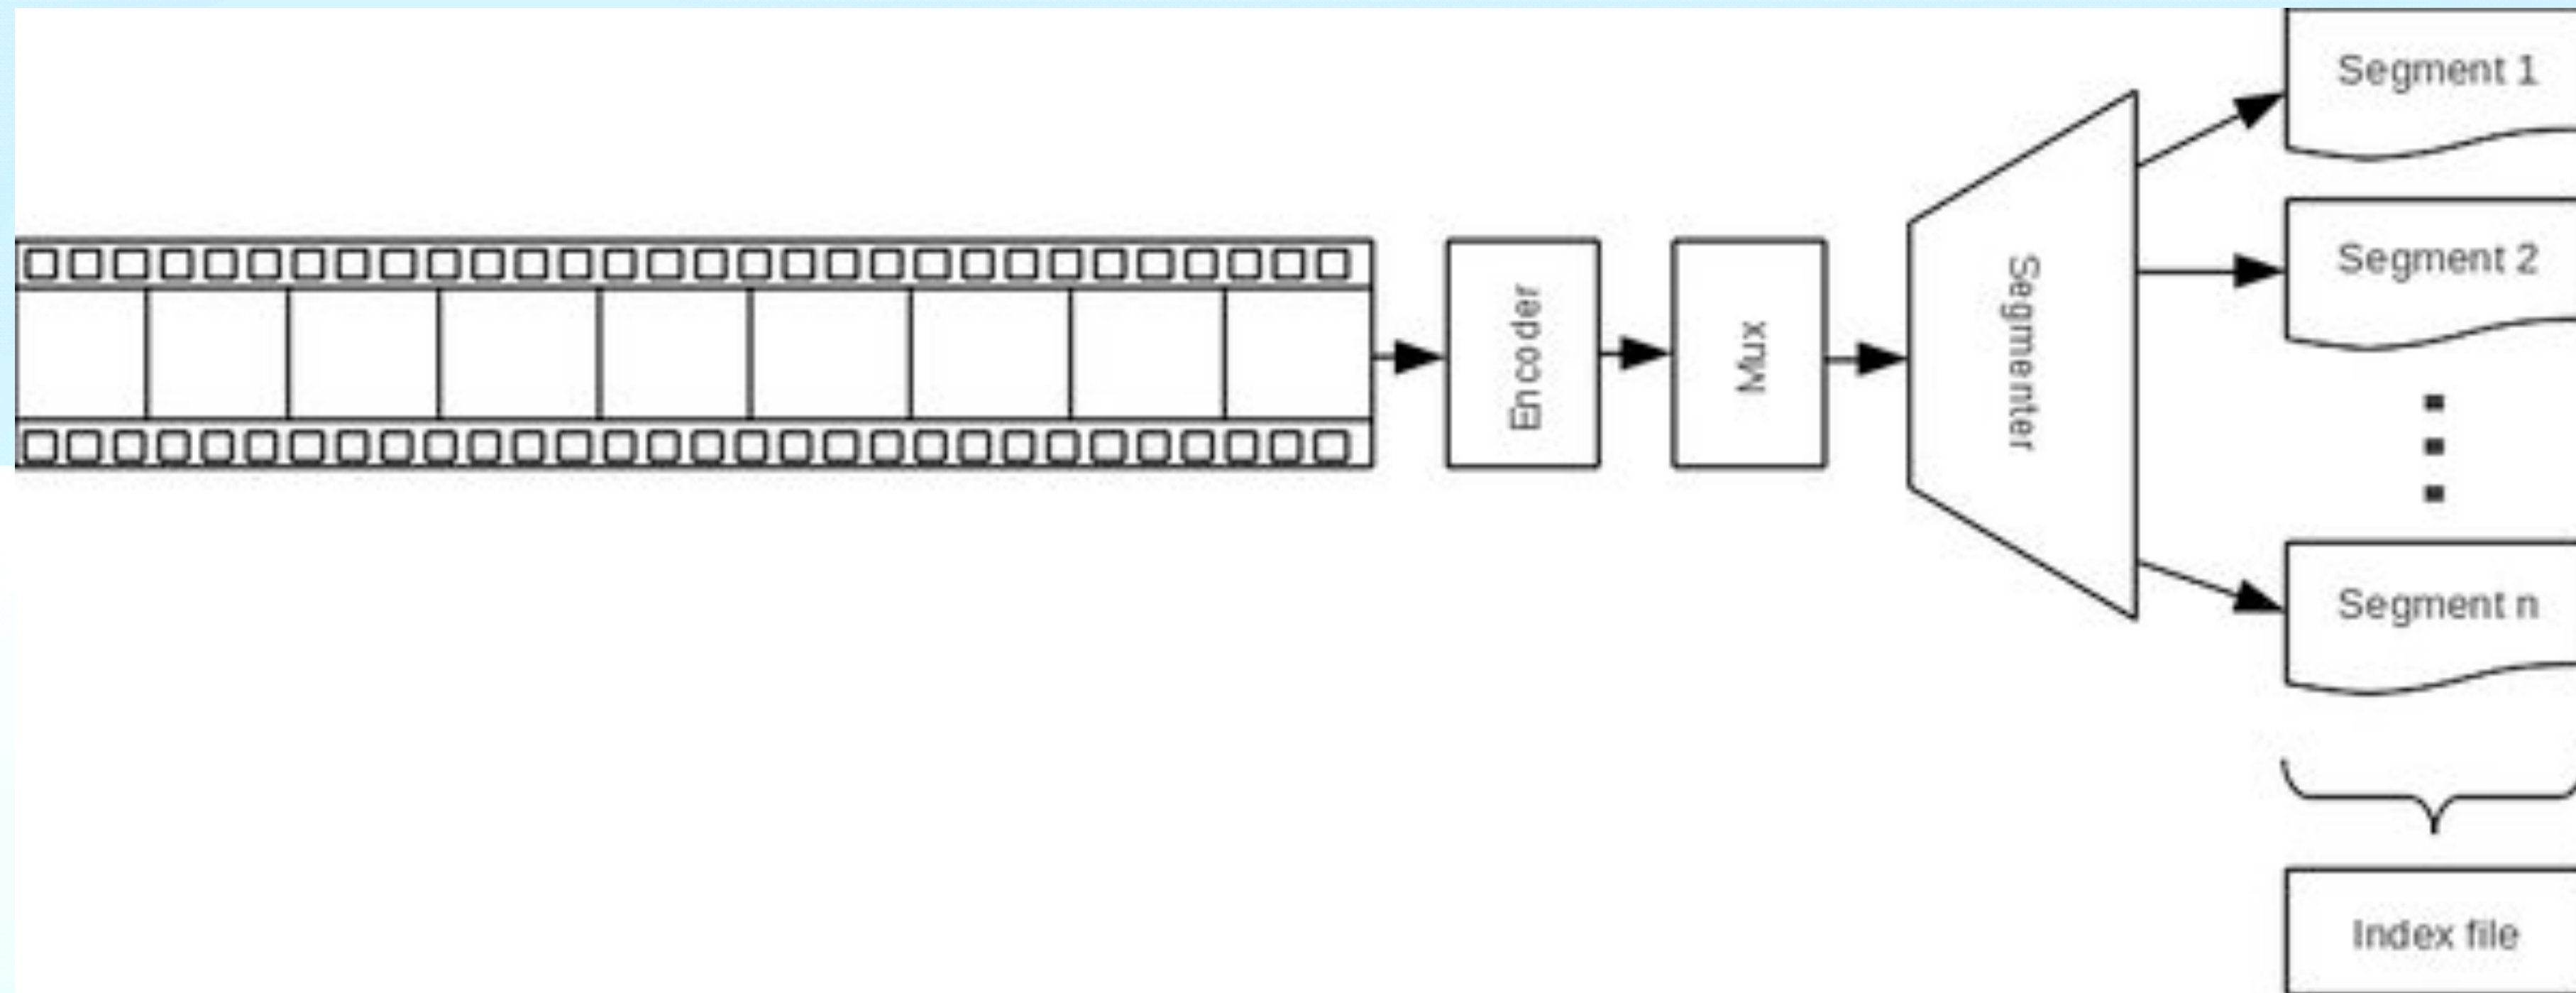 Encoder
Mux
Segmenter
Segment 1
Segment 2
Segment n
Index file